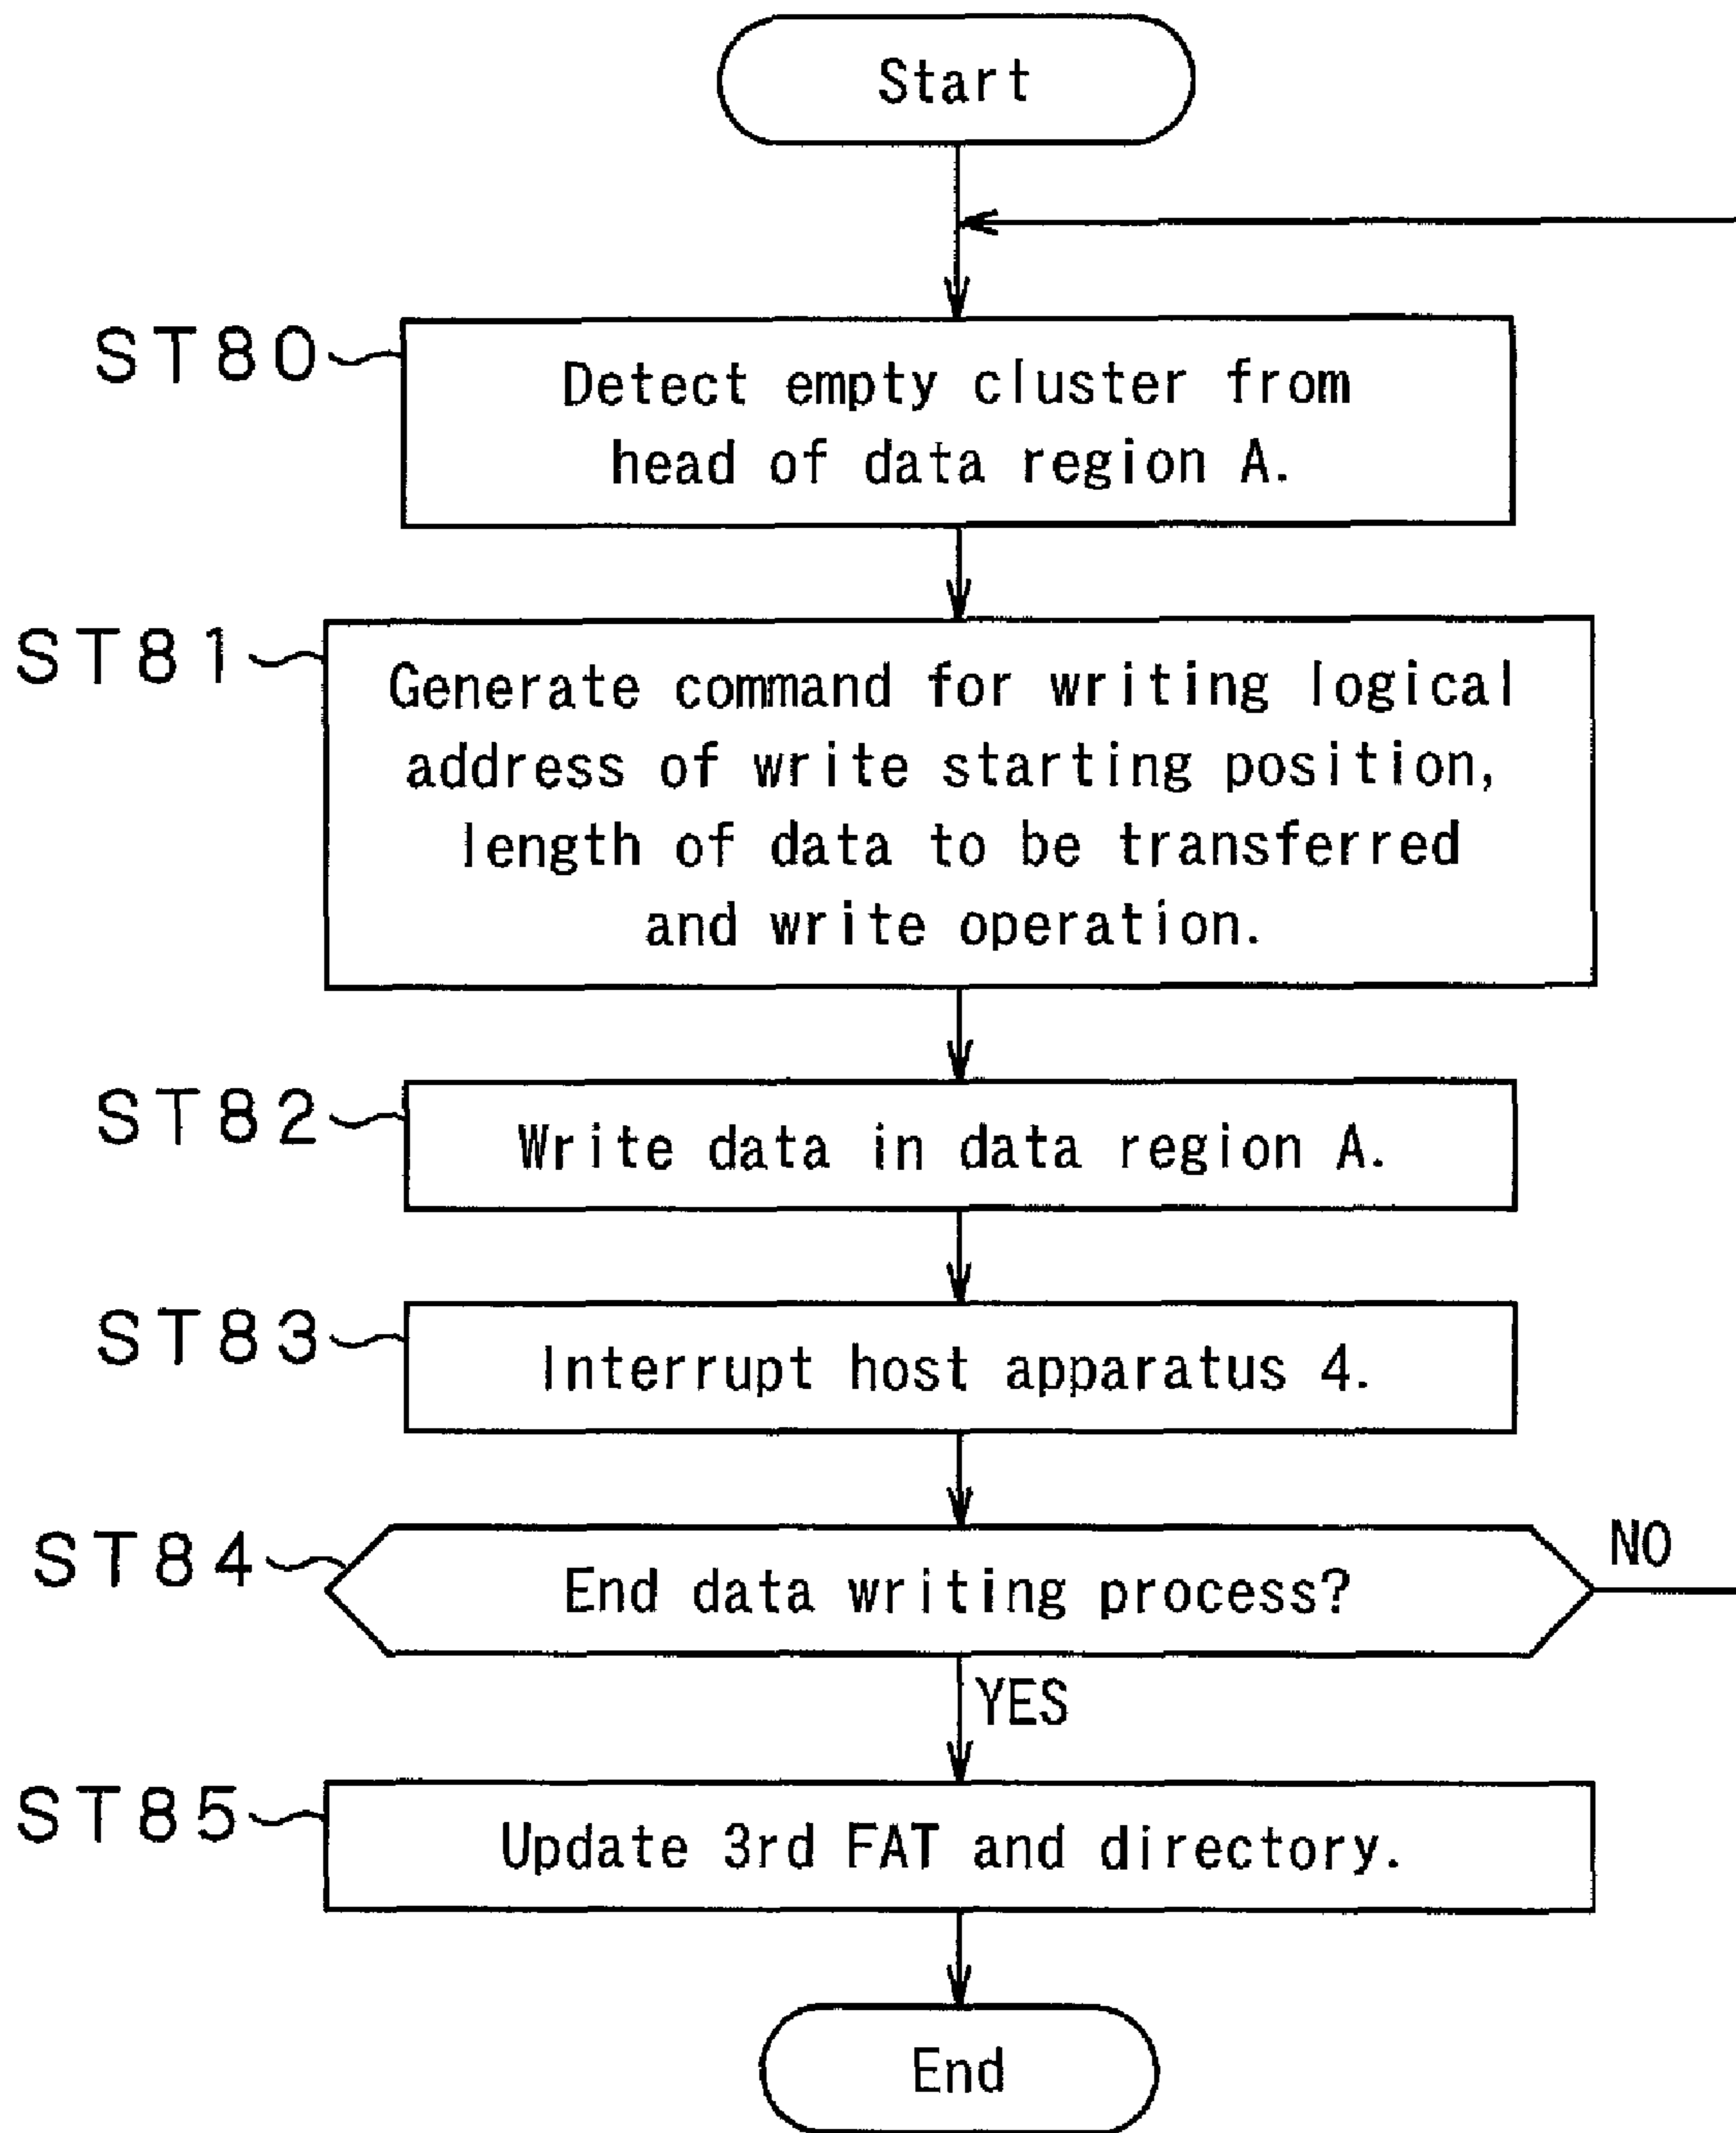 Start
ST80
Detect empty cluster from
head of data region A.
ST81
Generate command for writing logical
address of write starting position,
length of data to be transferred
and write operation.
ST82
Write data in data region A.
ST83
Interrupt host apparatus 4.
ST84
End data writing process?
NO
YES
ST85
Update 3rd FAT and directory.
End